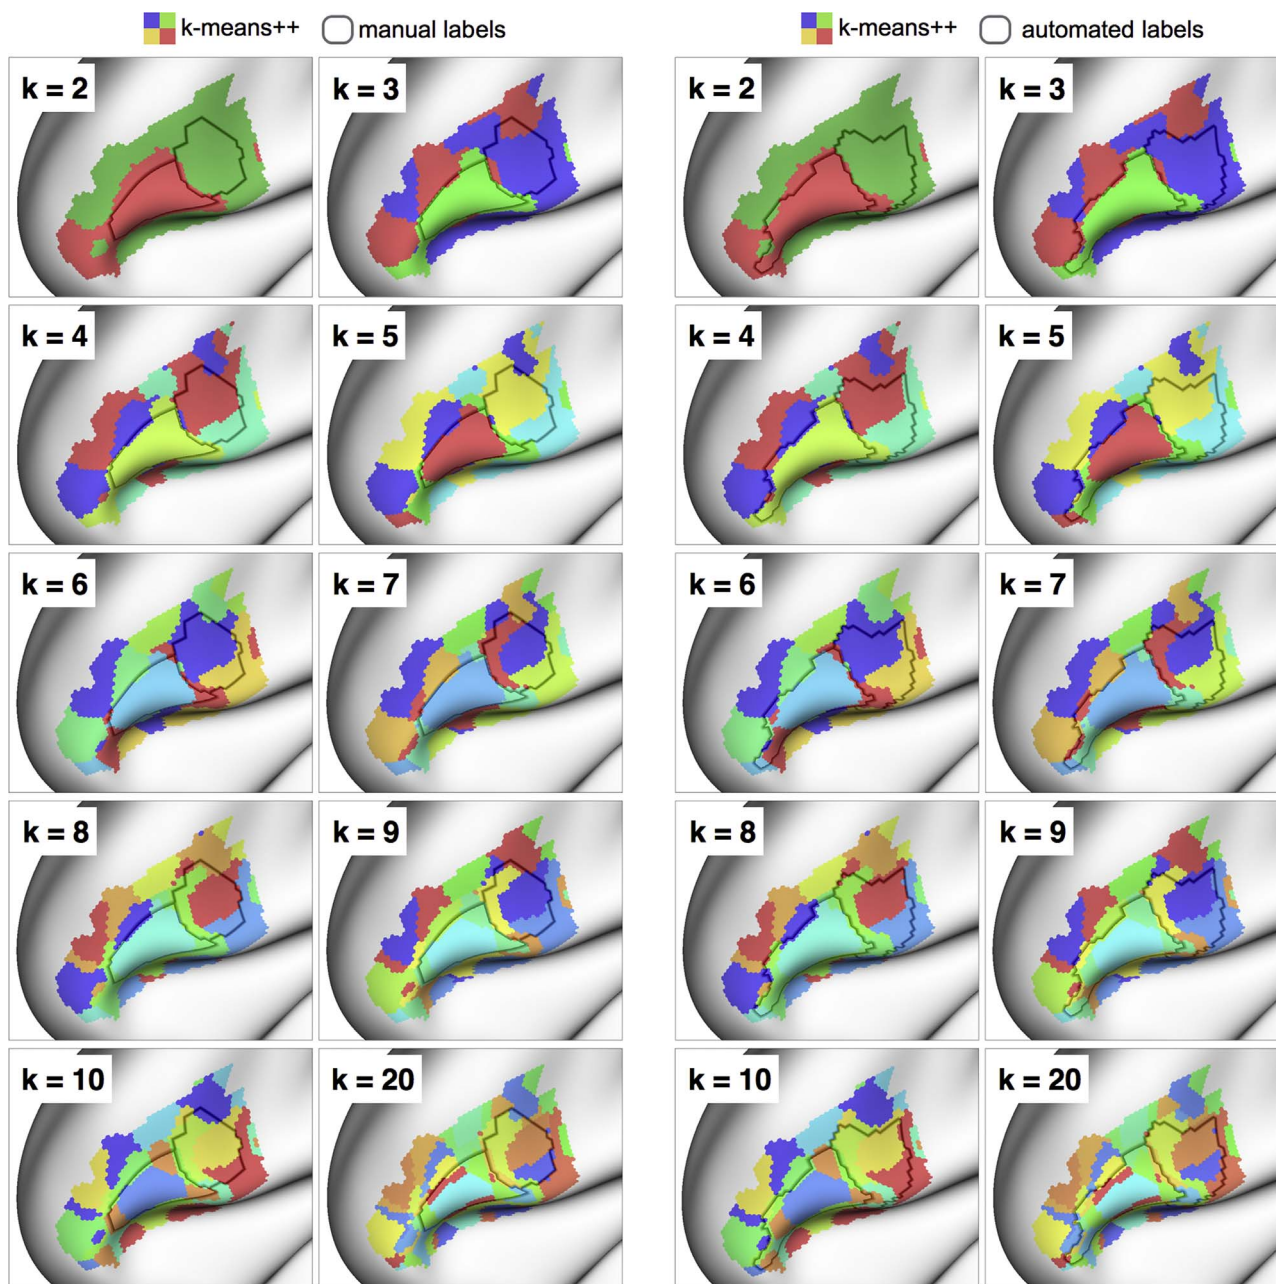 k-means++ manual labels k-means++ automated labels
k = 2 k = 3 k = 2 k = 3
k = 4 k = 5 k = 4 k = 5
k = 6 k = 7 k = 6 k = 7
k = 8 k = 9 k = 8 k = 9
k = 10 k = 20 k = 10 k = 20